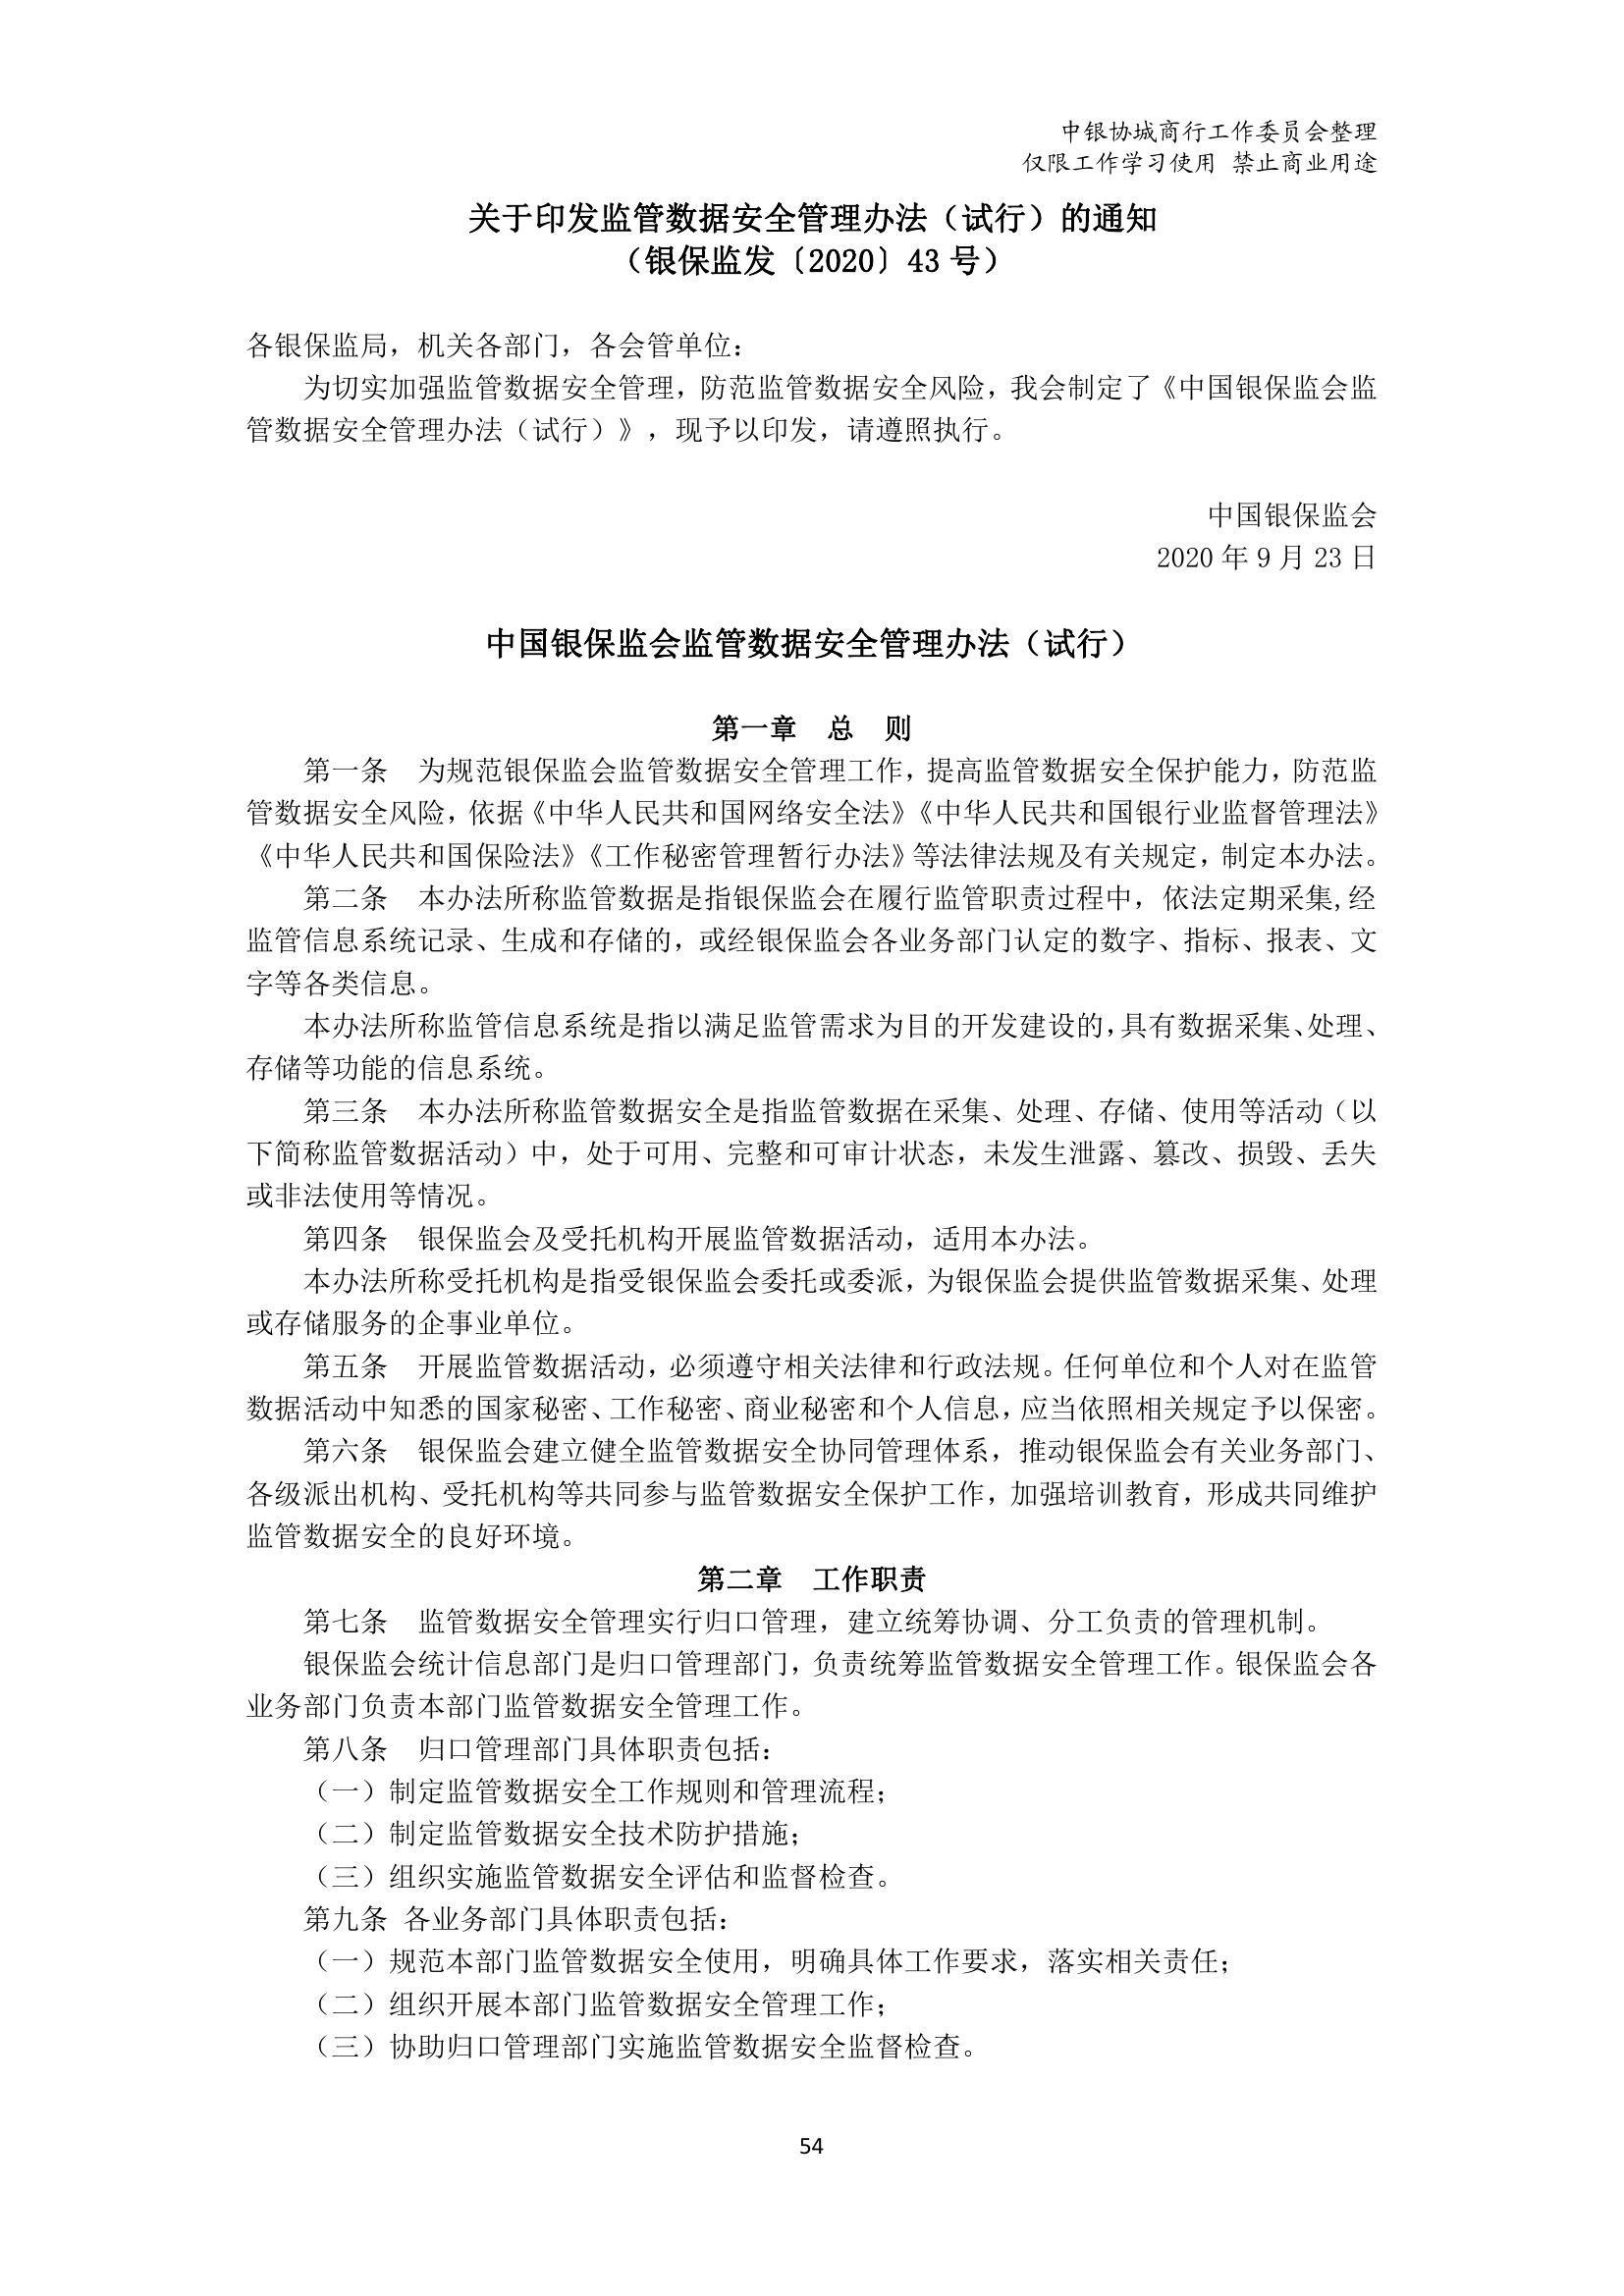 中银协城商行工作委员会整理
仅限工作学习使用 禁止商业用途
关于印发监管数据安全管理办法（试行）的通知
（银保监发〔2020〕43 号）
各银保监局，机关各部门，各会管单位：
为切实加强监管数据安全管理，防范监管数据安全风险，我会制定了《中国银保监会监
管数据安全管理办法（试行）》，现予以印发，请遵照执行。
中国银保监会
2020 年 9 月 23 日
中国银保监会监管数据安全管理办法（试行）
第一章　总　则
第一条　为规范银保监会监管数据安全管理工作，提高监管数据安全保护能力，防范监
管数据安全风险，依据《中华人民共和国网络安全法》《中华人民共和国银行业监督管理法》
《中华人民共和国保险法》《工作秘密管理暂行办法》等法律法规及有关规定，制定本办法。
第二条　本办法所称监管数据是指银保监会在履行监管职责过程中，依法定期采集,经
监管信息系统记录、生成和存储的，或经银保监会各业务部门认定的数字、指标、报表、文
字等各类信息。
本办法所称监管信息系统是指以满足监管需求为目的开发建设的，具有数据采集、处理、
存储等功能的信息系统。
第三条　本办法所称监管数据安全是指监管数据在采集、处理、存储、使用等活动（以
下简称监管数据活动）中，处于可用、完整和可审计状态，未发生泄露、篡改、损毁、丢失
或非法使用等情况。
第四条　银保监会及受托机构开展监管数据活动，适用本办法。
本办法所称受托机构是指受银保监会委托或委派，为银保监会提供监管数据采集、处理
或存储服务的企事业单位。
第五条　开展监管数据活动，必须遵守相关法律和行政法规。任何单位和个人对在监管
数据活动中知悉的国家秘密、工作秘密、商业秘密和个人信息，应当依照相关规定予以保密。
第六条　银保监会建立健全监管数据安全协同管理体系，推动银保监会有关业务部门、
各级派出机构、受托机构等共同参与监管数据安全保护工作，加强培训教育，形成共同维护
监管数据安全的良好环境。
第二章　工作职责
第七条　监管数据安全管理实行归口管理，建立统筹协调、分工负责的管理机制。
银保监会统计信息部门是归口管理部门，负责统筹监管数据安全管理工作。银保监会各
业务部门负责本部门监管数据安全管理工作。
第八条　归口管理部门具体职责包括：
（一）制定监管数据安全工作规则和管理流程；
（二）制定监管数据安全技术防护措施；
（三）组织实施监管数据安全评估和监督检查。
第九条 各业务部门具体职责包括：
（一）规范本部门监管数据安全使用，明确具体工作要求，落实相关责任；
（二）组织开展本部门监管数据安全管理工作；
（三）协助归口管理部门实施监管数据安全监督检查。
54